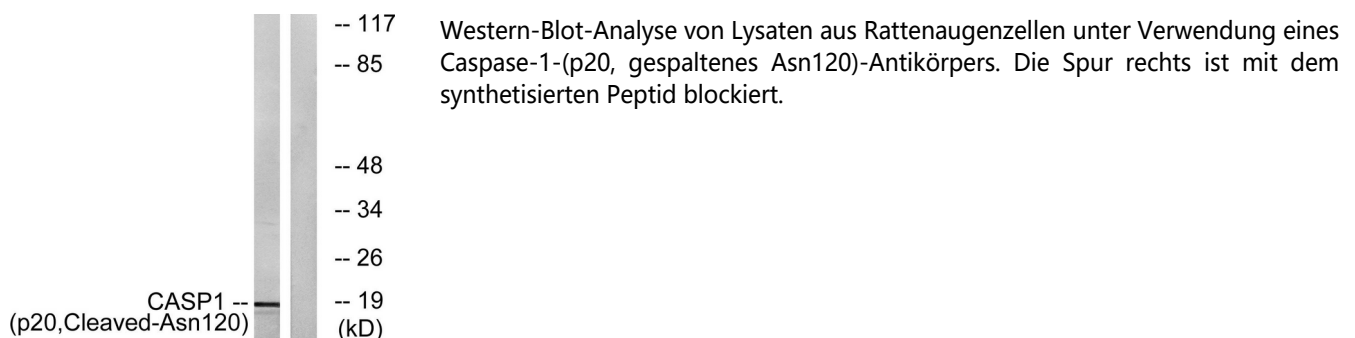 -- 117
-- 85
-- 48
-- 34
-- 26
CASP1 --
-- 19
(p20,Cleaved-Asn120)
(kD)
Western-Blot-Analyse von Lysaten aus Rattenaugenzellen unter Verwendung eines
Caspase-1-(p20, gespaltenes Asn120)-Antikörpers. Die Spur rechts ist mit dem
synthetisierten Peptid blockiert.